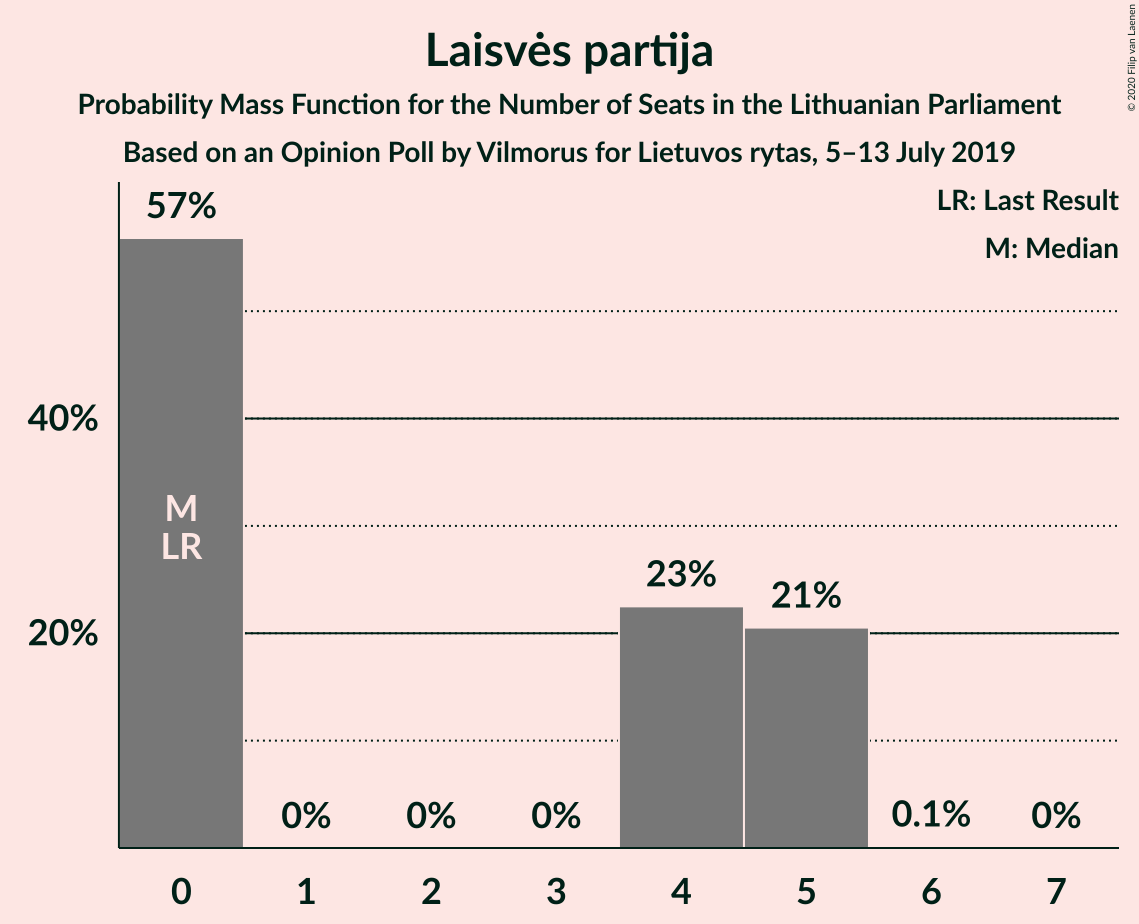 Laisvės partija
Probability Mass Function for the Number of Seats in the Lithuanian Parliament
Based on an Opinion Poll by Vilmorus for Lietuvos rytas, 5–13 July 2019
© 2020 Filip van Laenen
LR: Last Result
M: Median
57%
40%
20%
M
LR
0%
0%
0%
23%
21%
0.1%
0%
0
1
2
3
4
5
6
7